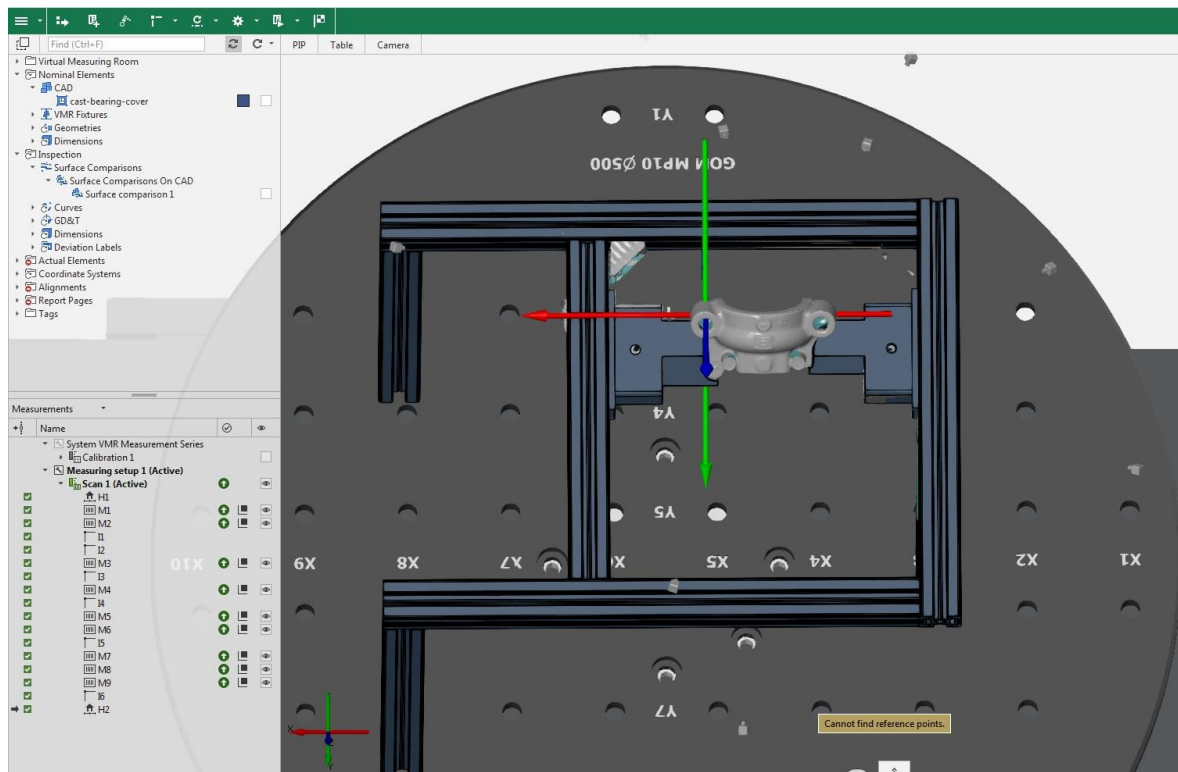 Find (Ctrl+F)
PIP Table Camera
Virtual Measuring Room
Nominal Elements
CAD
cast-bearing-cover
VMR Fixtures
Geometries
Dimensions
Inspection
Surface Comparisons
Surface Comparisons On CAD
Surface comparison 1
Curves
GD&T
Dimensions
Deviation Labels
Actual Elements
Coordinate Systems
Alignments
Report Pages
Tags
Measurements
Name
System VMR Measurement Series
Calibration 1
Measuring setup 1 (Active)
Scan 1 (Active)
H1
M1
M2
I1
I2
M3
I3
M4
I4
M5
M6
I5
M7
M8
M9
I6
H2
Y1
GOM MP10 Ø500
Y4
Y5
X10 X9 X8 X7 X5 X4 X2 X1
Y7
Cannot find reference points.
X
Y